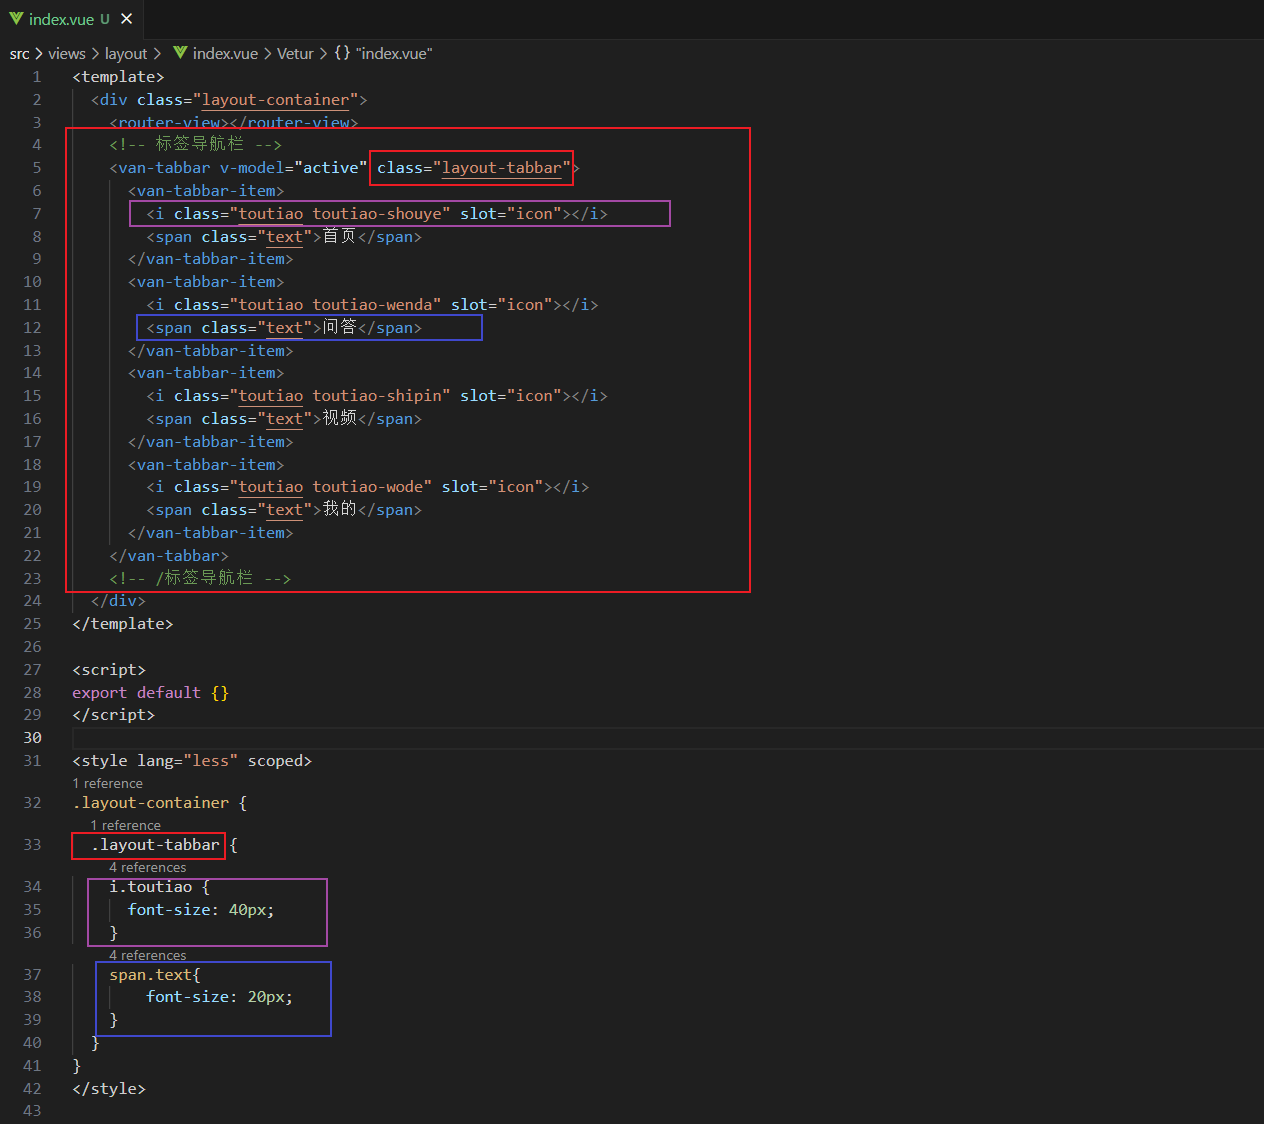 index.vue U ×
src > views > layout > index.vue > Vetur > {} "index.vue"
1 <template>
2 <div class="layout-container">
3 <router-view></router-view>
4 <!-- 标签导航栏 -->
5 <van-tabbar v-model="active" class="layout-tabbar">
6 <van-tabbar-item>
7 <i class="toutiao toutiao-shouye" slot="icon"></i>
8 <span class="text">首页</span>
9 </van-tabbar-item>
10 <van-tabbar-item>
11 <i class="toutiao toutiao-wenda" slot="icon"></i>
12 <span class="text">问答</span>
13 </van-tabbar-item>
14 <van-tabbar-item>
15 <i class="toutiao toutiao-shipin" slot="icon"></i>
16 <span class="text">视频</span>
17 </van-tabbar-item>
18 <van-tabbar-item>
19 <i class="toutiao toutiao-wode" slot="icon"></i>
20 <span class="text">我的</span>
21 </van-tabbar-item>
22 </van-tabbar>
23 <!-- /标签导航栏 -->
24 </div>
25 </template>
26
27 <script>
28 export default {}
29 </script>
30
31 <style lang="less" scoped>
1 reference
32 .layout-container {
1 reference
33 .layout-tabbar {
4 references
34 i.toutiao {
35 font-size: 40px;
36 }
4 references
37 span.text{
38 font-size: 20px;
39 }
40 }
41 }
42 </style>
43